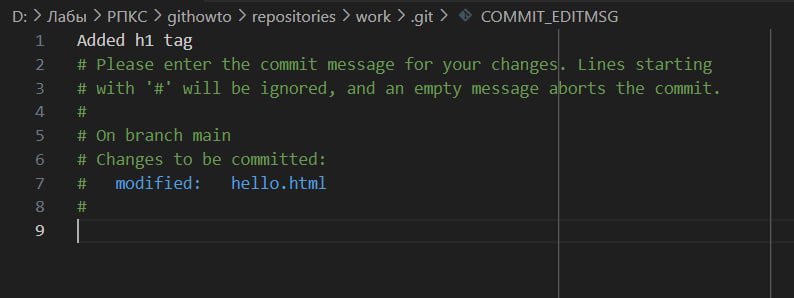 D: > Лабы > РПКС > githowto > repositories > work > .git > COMMIT_EDITMSG
1 Added h1 tag
2 # Please enter the commit message for your changes. Lines starting
3 # with '#' will be ignored, and an empty message aborts the commit.
4 #
5 # On branch main
6 # Changes to be committed:
7 #   modified:   hello.html
8 #
9